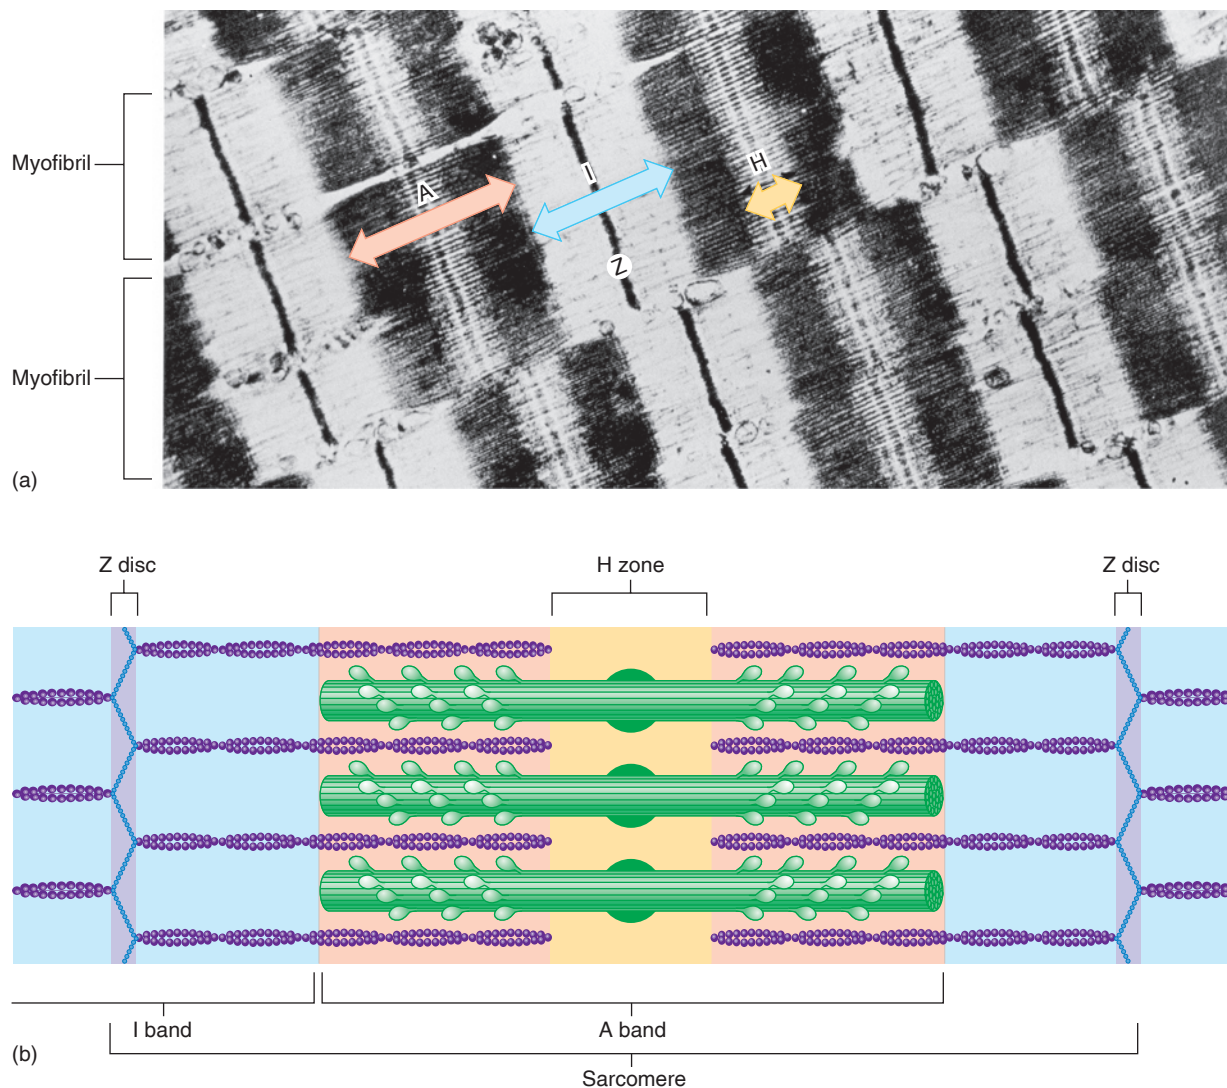 Myofibril
Myofibril
A
I
H
Z
(a)
Z disc
H zone
Z disc
I band
A band
(b)
Sarcomere